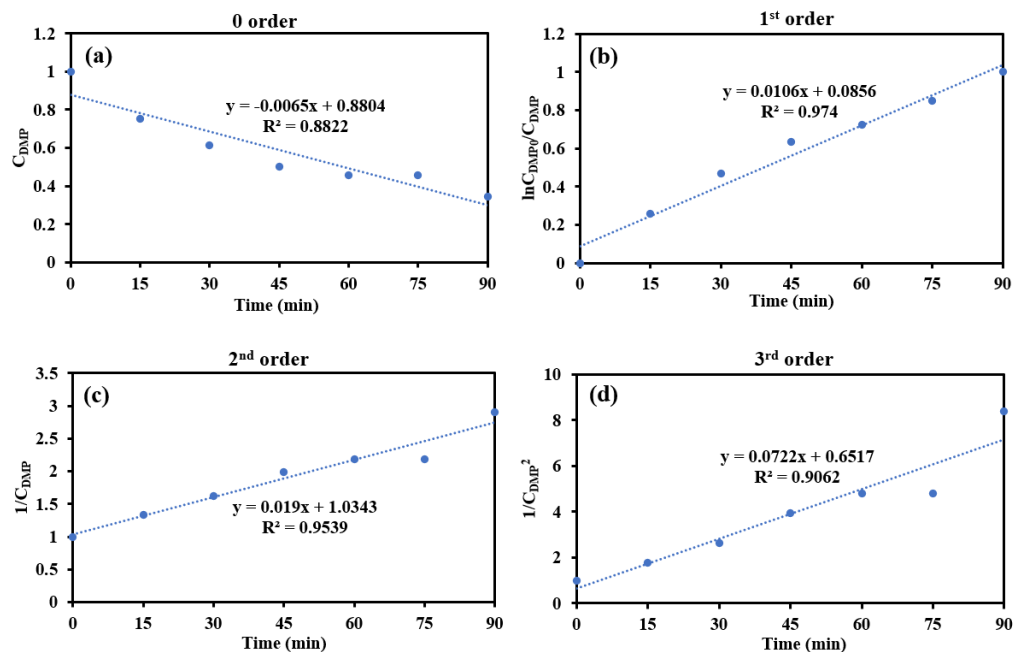 0 order
(a)
1.2
1
0.8
0.6
0.4
0.2
0
y = -0.0065x + 0.8804
R² = 0.8822
C_DMP
0 15 30 45 60 75 90
Time (min)
1st order
(b)
1.2
1
0.8
0.6
0.4
0.2
0
y = 0.0106x + 0.0856
R² = 0.974
lnC_DMP0/C_DMP
0 15 30 45 60 75 90
Time (min)
2nd order
(c)
3.5
3
2.5
2
1.5
1
0.5
0
y = 0.019x + 1.0343
R² = 0.9539
1/C_DMP
0 15 30 45 60 75 90
Time (min)
3rd order
(d)
10
8
6
4
2
0
y = 0.0722x + 0.6517
R² = 0.9062
1/C_DMP²
0 15 30 45 60 75 90
Time (min)